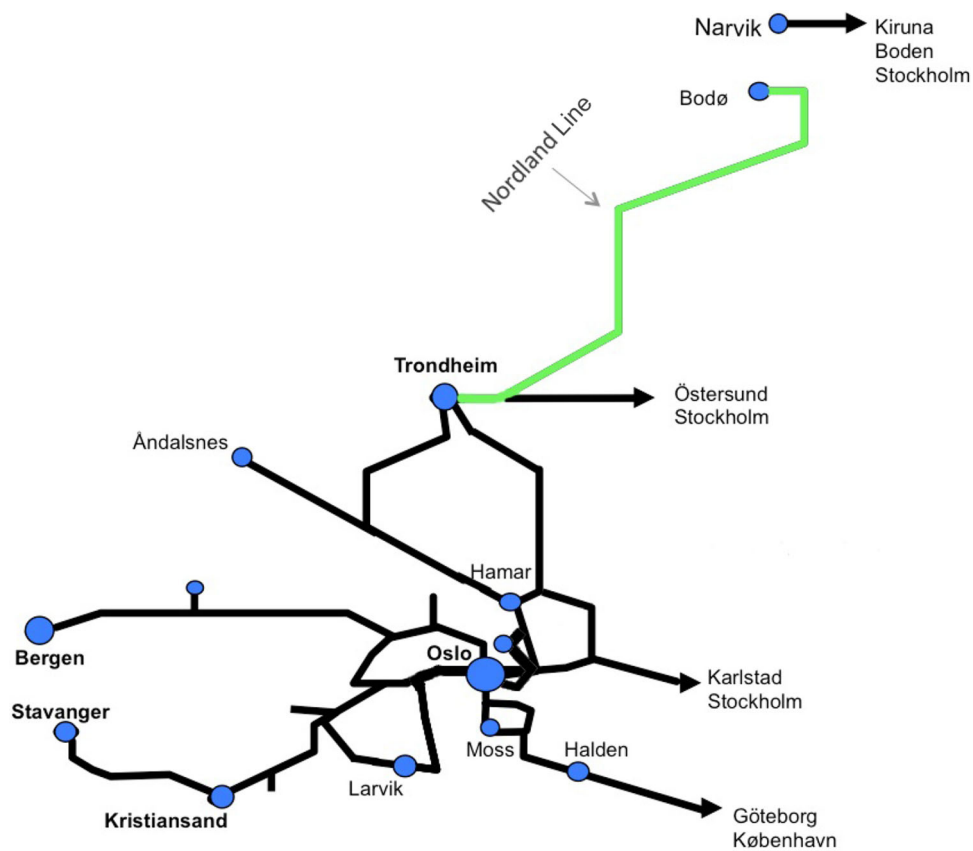 Narvik
Kiruna
Boden
Stockholm
Bodø
Nordland Line
Trondheim
Östersund
Stockholm
Åndalsnes
Hamar
Bergen
Oslo
Karlstad
Stockholm
Stavanger
Moss
Halden
Larvik
Kristiansand
Göteborg
København